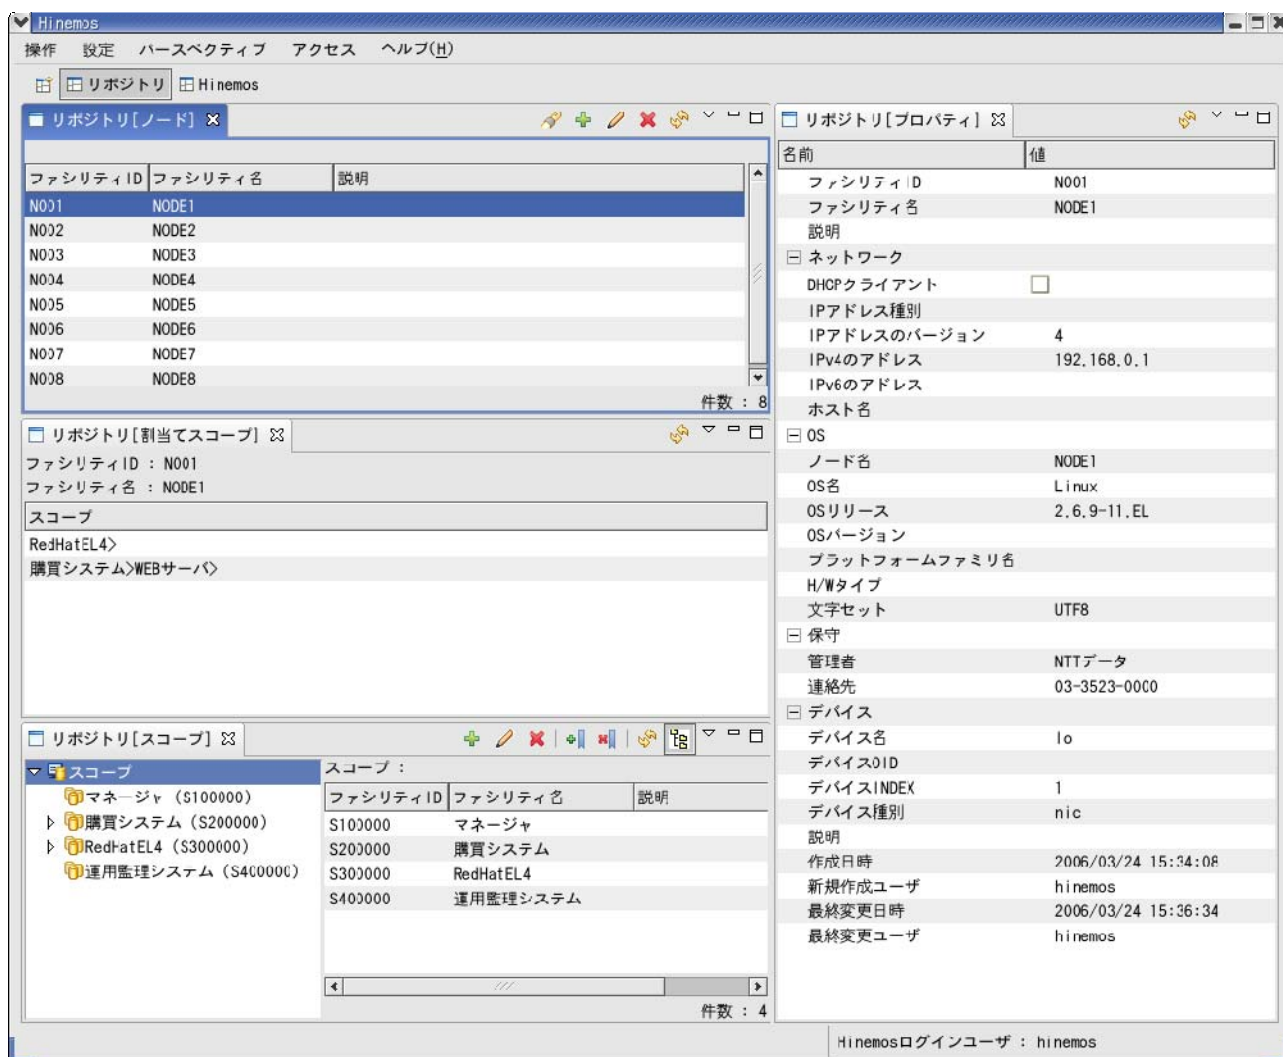 Hinemos
操作 設定 パースペクティブ アクセス ヘルプ(H)
リポジトリ Hinemos
リポジトリ[ノード]
ファシリティID ファシリティ名 説明
N001 NODE1
N002 NODE2
N003 NODE3
N004 NODE4
N005 NODE5
N006 NODE6
N007 NODE7
N008 NODE8
件数 : 8
リポジトリ[割当てスコープ]
ファシリティID : N001
ファシリティ名 : NODE1
スコープ
RedHatEL4>
購買システム>WEBサーバ>
リポジトリ[スコープ]
スコープ
マネージャ (S100000)
購買システム (S200000)
RedHatEL4 (S300000)
運用監理システム (S400000)
スコープ :
ファシリティID ファシリティ名 説明
S100000 マネージャ
S200000 購買システム
S300000 RedHatEL4
S400000 運用監理システム
件数 : 4
リポジトリ[プロパティ]
名前 値
ファシリティID N001
ファシリティ名 NODE1
説明
ネットワーク
DHCPクライアント
IPアドレス種別
IPアドレスのバージョン 4
IPv4のアドレス 192.168.0.1
IPv6のアドレス
ホスト名
OS
ノード名 NODE1
OS名 Linux
OSリリース 2.6.9-11.EL
OSバージョン
プラットフォームファミリ名
H/Wタイプ
文字セット UTF8
保守
管理者 NTTデータ
連絡先 03-3523-0000
デバイス
デバイス名 lo
デバイスOID
デバイスINDEX 1
デバイス種別 nic
説明
作成日時 2006/03/24 15:34:08
新規作成ユーザ hinemos
最終変更日時 2006/03/24 15:36:34
最終変更ユーザ hinemos
Hinemosログインユーザ : hinemos